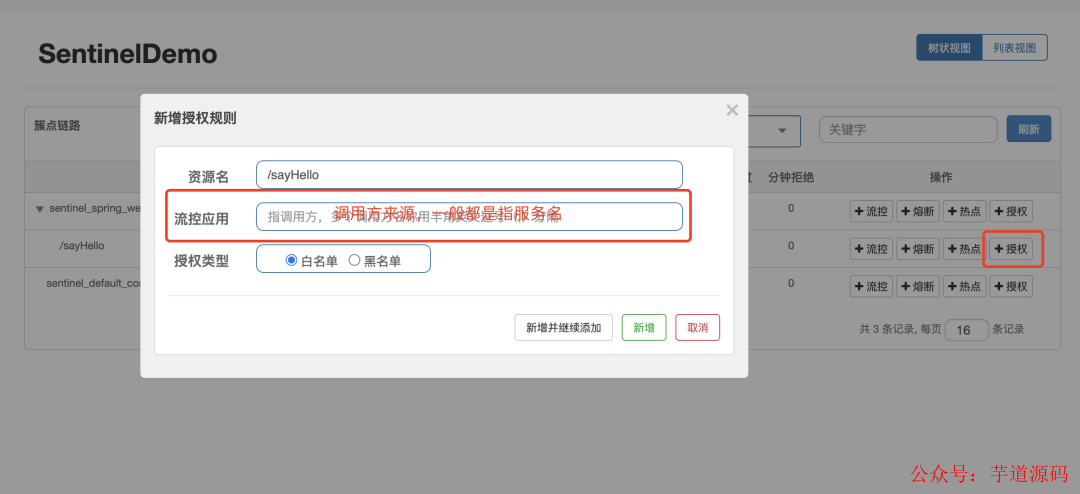 SentinelDemo
树状视图
列表视图
簇点链路
关键字
刷新
分钟拒绝
操作
sentinel_spring_we
0
+ 流控
+ 熔断
+ 热点
+ 授权
/sayHello
0
+ 流控
+ 熔断
+ 热点
+ 授权
sentinel_default_co
0
+ 流控
+ 熔断
+ 热点
+ 授权
共 3 条记录, 每页 16 条记录
新增授权规则
×
资源名
/sayHello
流控应用
指调用方，多
调用方来源，一般都是指服务名
授权类型
白名单
黑名单
新增并继续添加
新增
取消
公众号：芋道源码